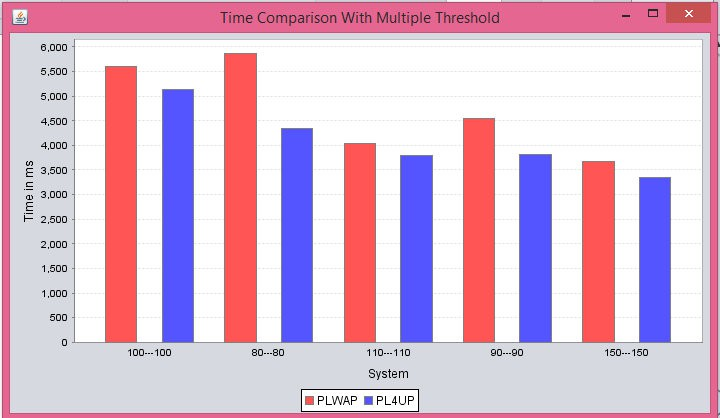 Time Comparison With Multiple Threshold
6,000
5,500
5,000
4,500
4,000
3,500
3,000
2,500
2,000
1,500
1,000
500
0
Time in ms
100---100 80---80 110---110 90---90 150---150
System
PLWAP PL4UP